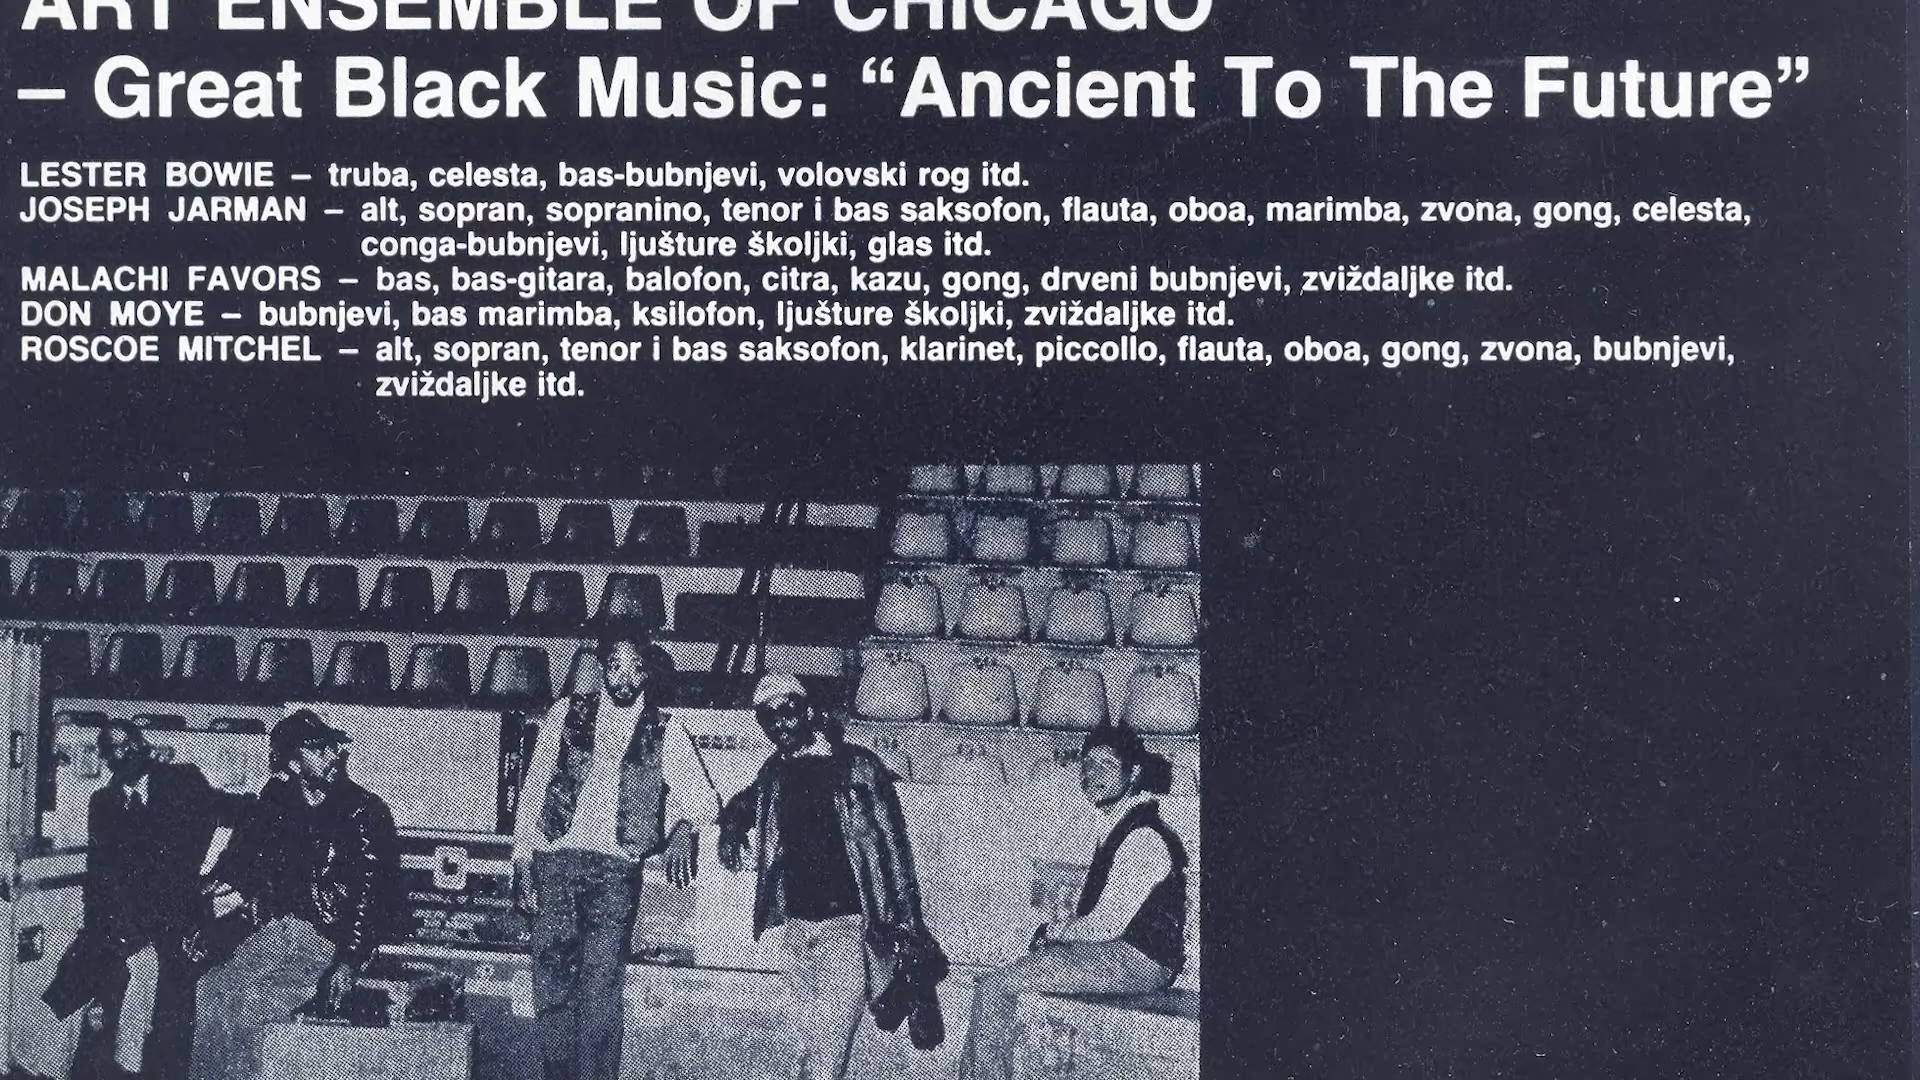 ART ENSEMBLE OF CHICAGO
– Great Black Music: “Ancient To The Future”
LESTER BOWIE – truba, celesta, bas-bubnjevi, volovski rog itd.
JOSEPH JARMAN – alt, sopran, sopranino, tenor i bas saksofon, flauta, oboa, marimba, zvona, gong, celesta,
conga-bubnjevi, ljušture školjki, glas itd.
MALACHI FAVORS – bas, bas-gitara, balofon, citra, kazu, gong, drveni bubnjevi, zviždaljke itd.
DON MOYE – bubnjevi, bas marimba, ksilofon, ljušture školjki, zviždaljke itd.
ROSCOE MITCHEL – alt, sopran, tenor i bas saksofon, klarinet, piccollo, flauta, oboa, gong, zvona, bubnjevi,
zviždaljke itd.